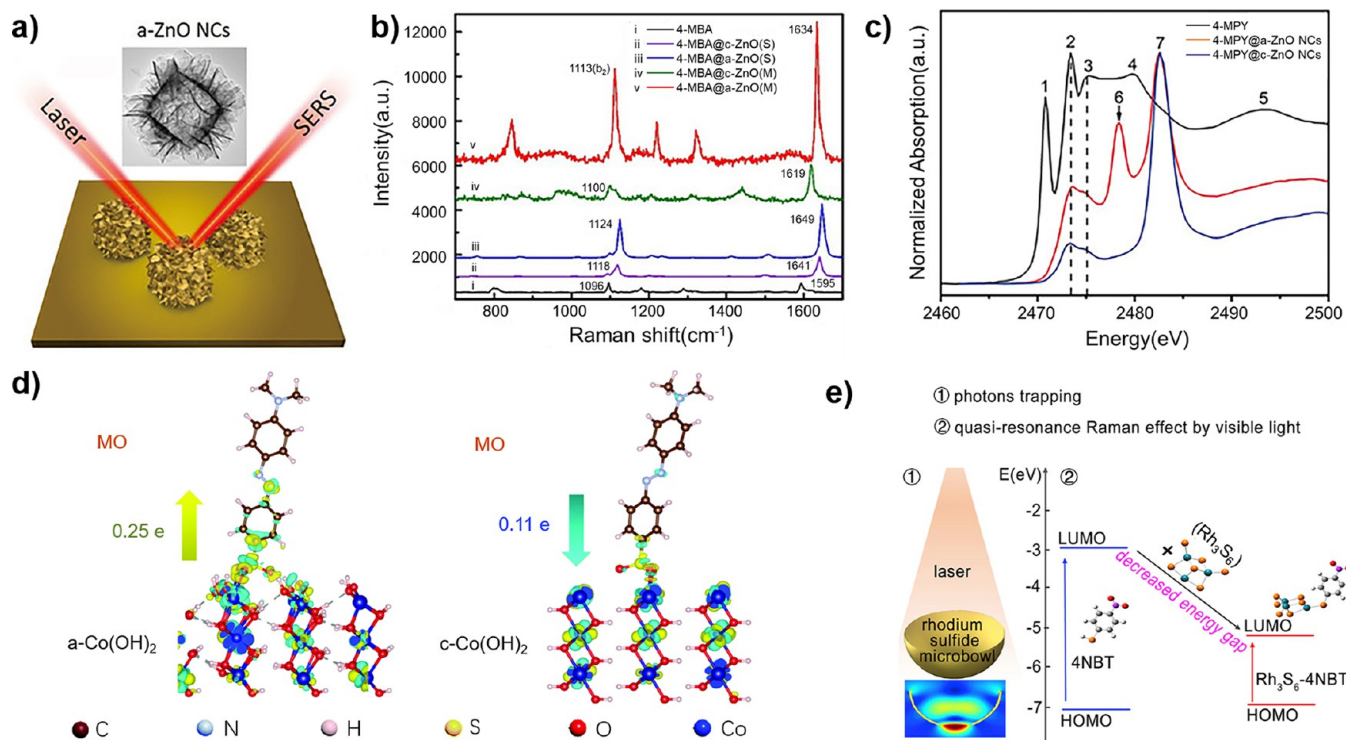 a)
a-ZnO NCs
Laser
SERS
b)
Intensity(a.u.)
12000
10000
8000
6000
4000
2000
i 4-MBA
ii 4-MBA@c-ZnO(S)
iii 4-MBA@a-ZnO(S)
iv 4-MBA@c-ZnO(M)
v 4-MBA@a-ZnO(M)
1113(b₂)
1634
v
1100
1619
iv
1124
1649
iii
1118
1641
ii
1096
1595
i
800 1000 1200 1400 1600
Raman shift(cm⁻¹)
c)
Normalized Absorption(a.u.)
4-MPY
4-MPY@a-ZnO NCs
4-MPY@c-ZnO NCs
1
2
3
4
5
6
7
2460 2470 2480 2490 2500
Energy(eV)
d)
MO
0.25 e
a-Co(OH)₂
MO
0.11 e
c-Co(OH)₂
C N H S O Co
e)
① photons trapping
② quasi-resonance Raman effect by visible light
①
laser
rhodium
sulfide
microbowl
E(eV)
②
-2
-3
-4
-5
-6
-7
LUMO
4NBT
HOMO
+
(Rh₃S₆)
decreased energy gap
LUMO
Rh₃S₆-4NBT
HOMO